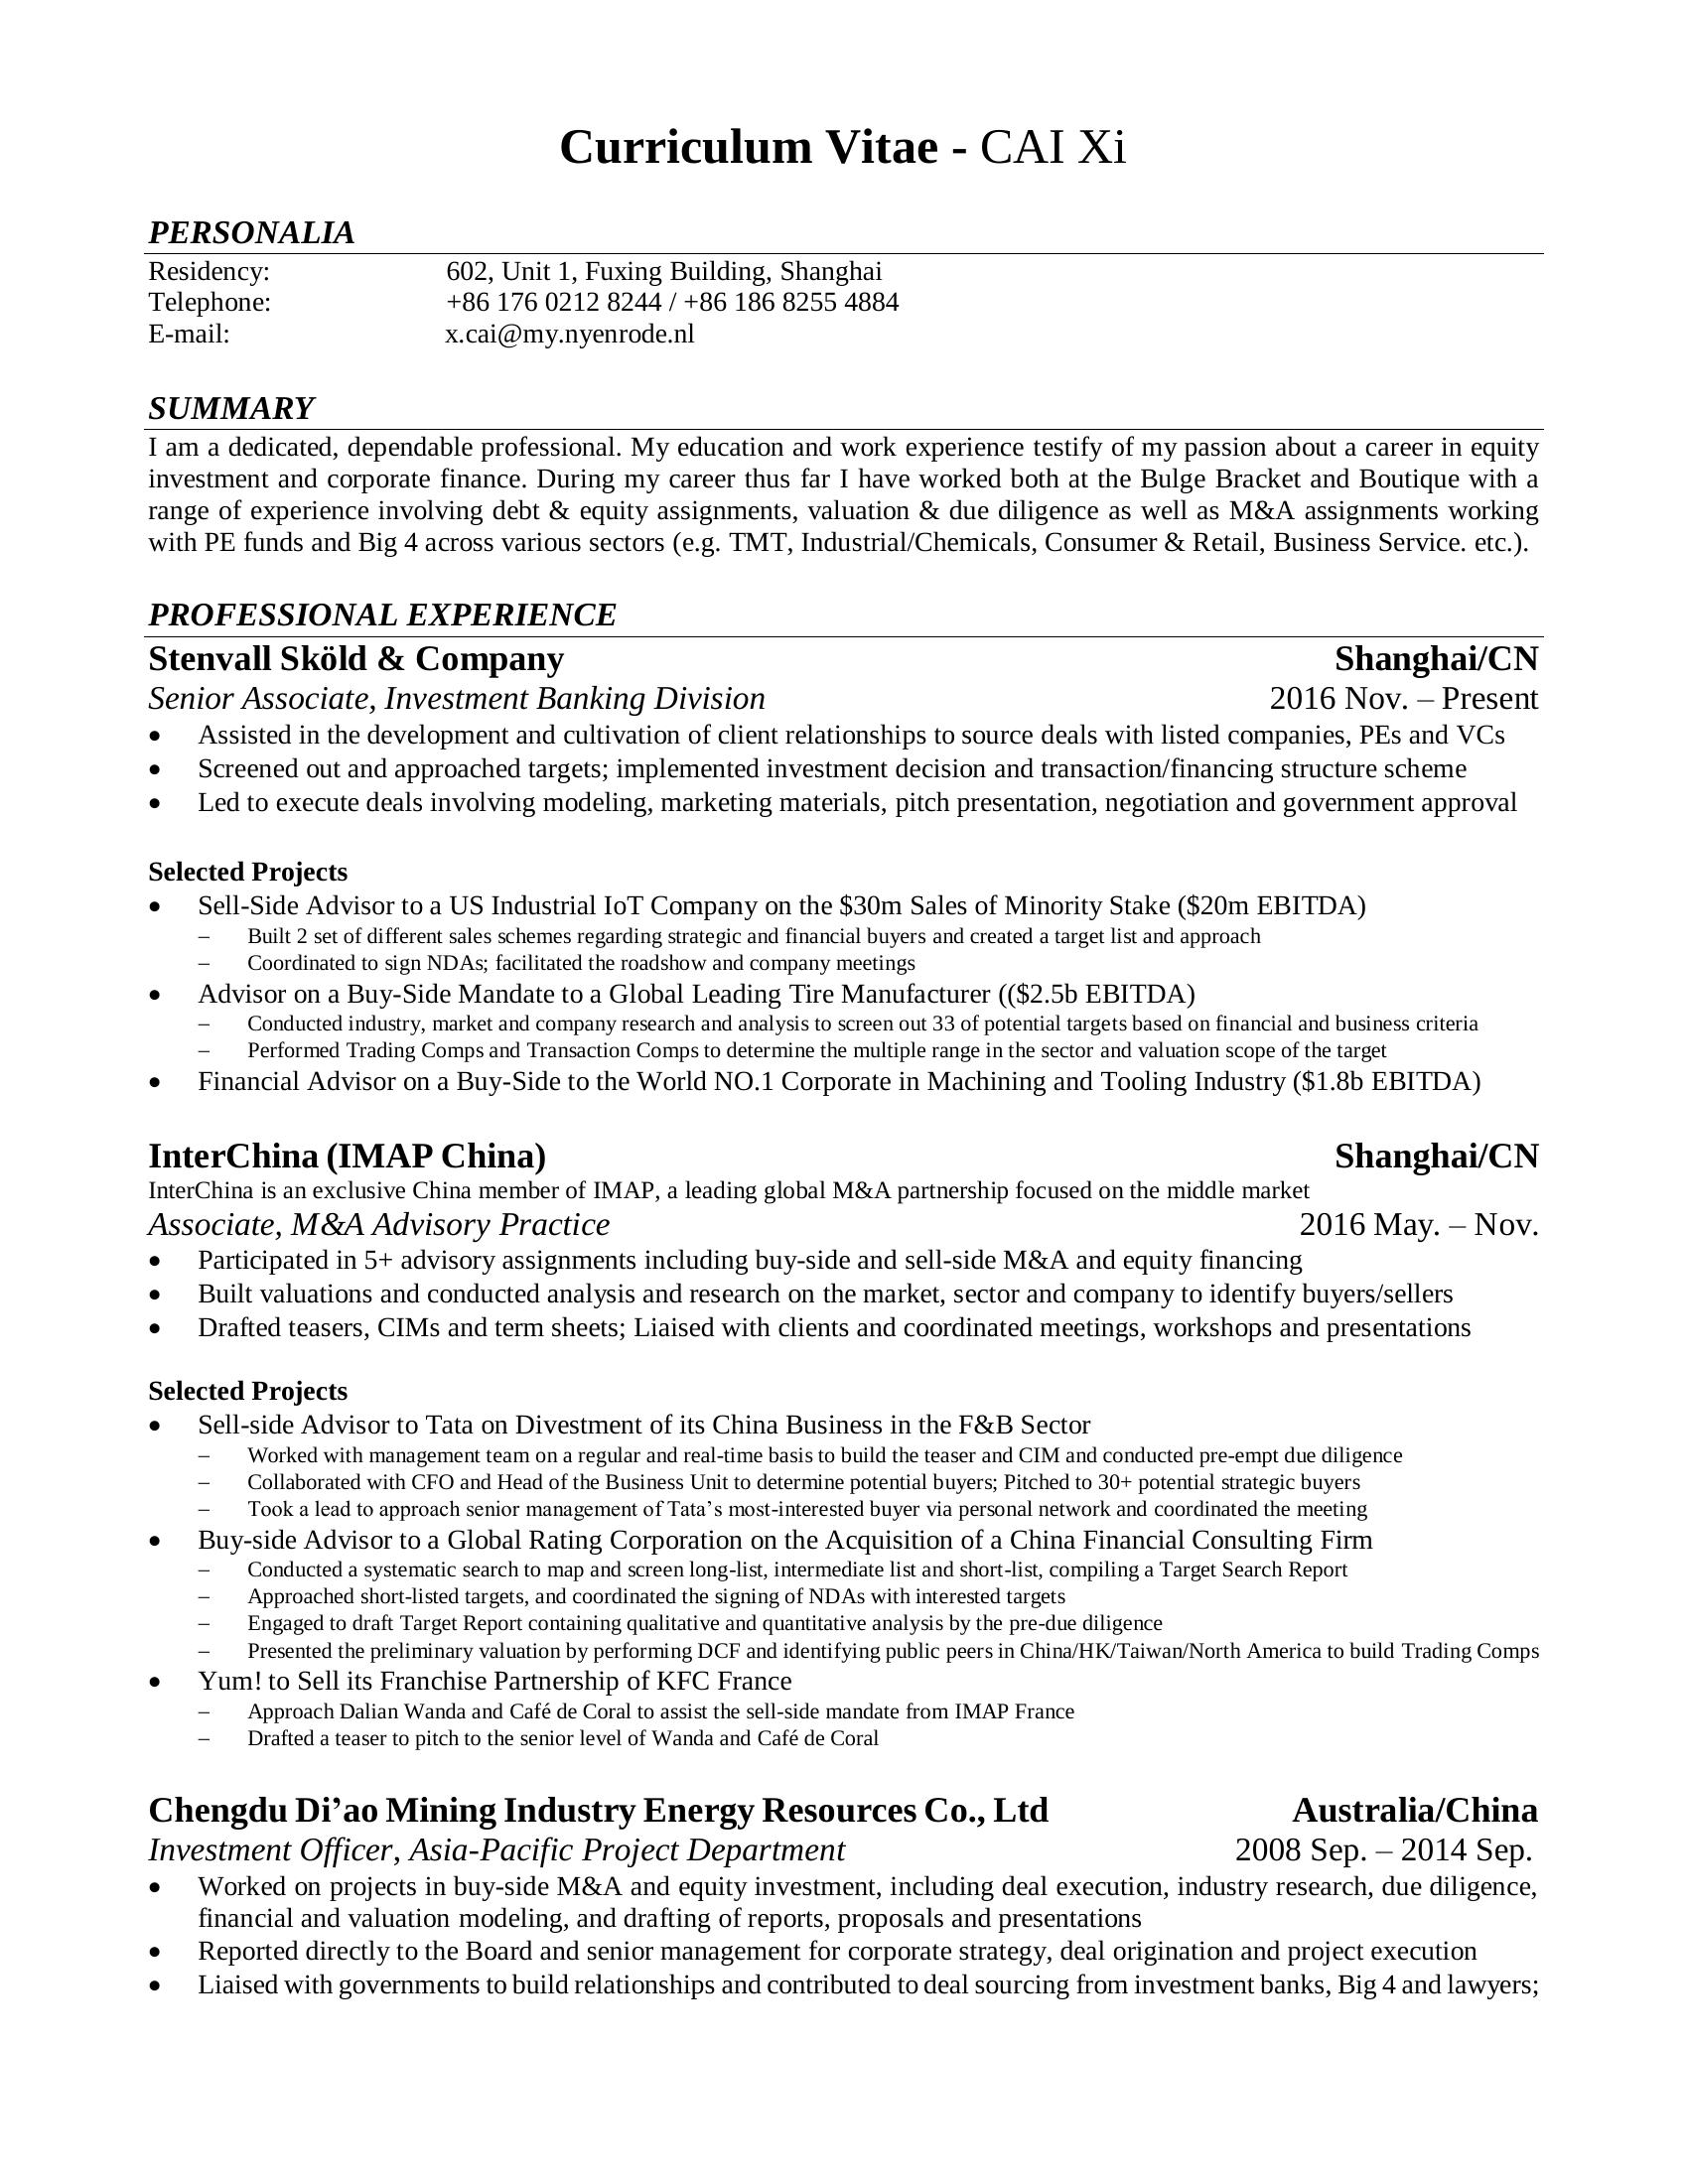 Curriculum Vitae - CAI Xi
PERSONALIA
Residency: 602, Unit 1, Fuxing Building, Shanghai
Telephone: +86 176 0212 8244 / +86 186 8255 4884
E-mail: x.cai@my.nyenrode.nl
SUMMARY
I am a dedicated, dependable professional. My education and work experience testify of my passion about a career in equity
investment and corporate finance. During my career thus far I have worked both at the Bulge Bracket and Boutique with a
range of experience involving debt & equity assignments, valuation & due diligence as well as M&A assignments working
with PE funds and Big 4 across various sectors (e.g. TMT, Industrial/Chemicals, Consumer & Retail, Business Service. etc.).
PROFESSIONAL EXPERIENCE
Stenvall Sköld & Company Shanghai/CN
Senior Associate, Investment Banking Division 2016 Nov. – Present
• Assisted in the development and cultivation of client relationships to source deals with listed companies, PEs and VCs
• Screened out and approached targets; implemented investment decision and transaction/financing structure scheme
• Led to execute deals involving modeling, marketing materials, pitch presentation, negotiation and government approval
Selected Projects
• Sell-Side Advisor to a US Industrial IoT Company on the $30m Sales of Minority Stake ($20m EBITDA)
– Built 2 set of different sales schemes regarding strategic and financial buyers and created a target list and approach
– Coordinated to sign NDAs; facilitated the roadshow and company meetings
• Advisor on a Buy-Side Mandate to a Global Leading Tire Manufacturer (($2.5b EBITDA)
– Conducted industry, market and company research and analysis to screen out 33 of potential targets based on financial and business criteria
– Performed Trading Comps and Transaction Comps to determine the multiple range in the sector and valuation scope of the target
• Financial Advisor on a Buy-Side to the World NO.1 Corporate in Machining and Tooling Industry ($1.8b EBITDA)
InterChina (IMAP China) Shanghai/CN
InterChina is an exclusive China member of IMAP, a leading global M&A partnership focused on the middle market
Associate, M&A Advisory Practice 2016 May. – Nov.
• Participated in 5+ advisory assignments including buy-side and sell-side M&A and equity financing
• Built valuations and conducted analysis and research on the market, sector and company to identify buyers/sellers
• Drafted teasers, CIMs and term sheets; Liaised with clients and coordinated meetings, workshops and presentations
Selected Projects
• Sell-side Advisor to Tata on Divestment of its China Business in the F&B Sector
– Worked with management team on a regular and real-time basis to build the teaser and CIM and conducted pre-empt due diligence
– Collaborated with CFO and Head of the Business Unit to determine potential buyers; Pitched to 30+ potential strategic buyers
– Took a lead to approach senior management of Tata’s most-interested buyer via personal network and coordinated the meeting
• Buy-side Advisor to a Global Rating Corporation on the Acquisition of a China Financial Consulting Firm
– Conducted a systematic search to map and screen long-list, intermediate list and short-list, compiling a Target Search Report
– Approached short-listed targets, and coordinated the signing of NDAs with interested targets
– Engaged to draft Target Report containing qualitative and quantitative analysis by the pre-due diligence
– Presented the preliminary valuation by performing DCF and identifying public peers in China/HK/Taiwan/North America to build Trading Comps
• Yum! to Sell its Franchise Partnership of KFC France
– Approach Dalian Wanda and Café de Coral to assist the sell-side mandate from IMAP France
– Drafted a teaser to pitch to the senior level of Wanda and Café de Coral
Chengdu Di’ao Mining Industry Energy Resources Co., Ltd Australia/China
Investment Officer, Asia-Pacific Project Department 2008 Sep. – 2014 Sep.
• Worked on projects in buy-side M&A and equity investment, including deal execution, industry research, due diligence,
financial and valuation modeling, and drafting of reports, proposals and presentations
• Reported directly to the Board and senior management for corporate strategy, deal origination and project execution
• Liaised with governments to build relationships and contributed to deal sourcing from investment banks, Big 4 and lawyers;